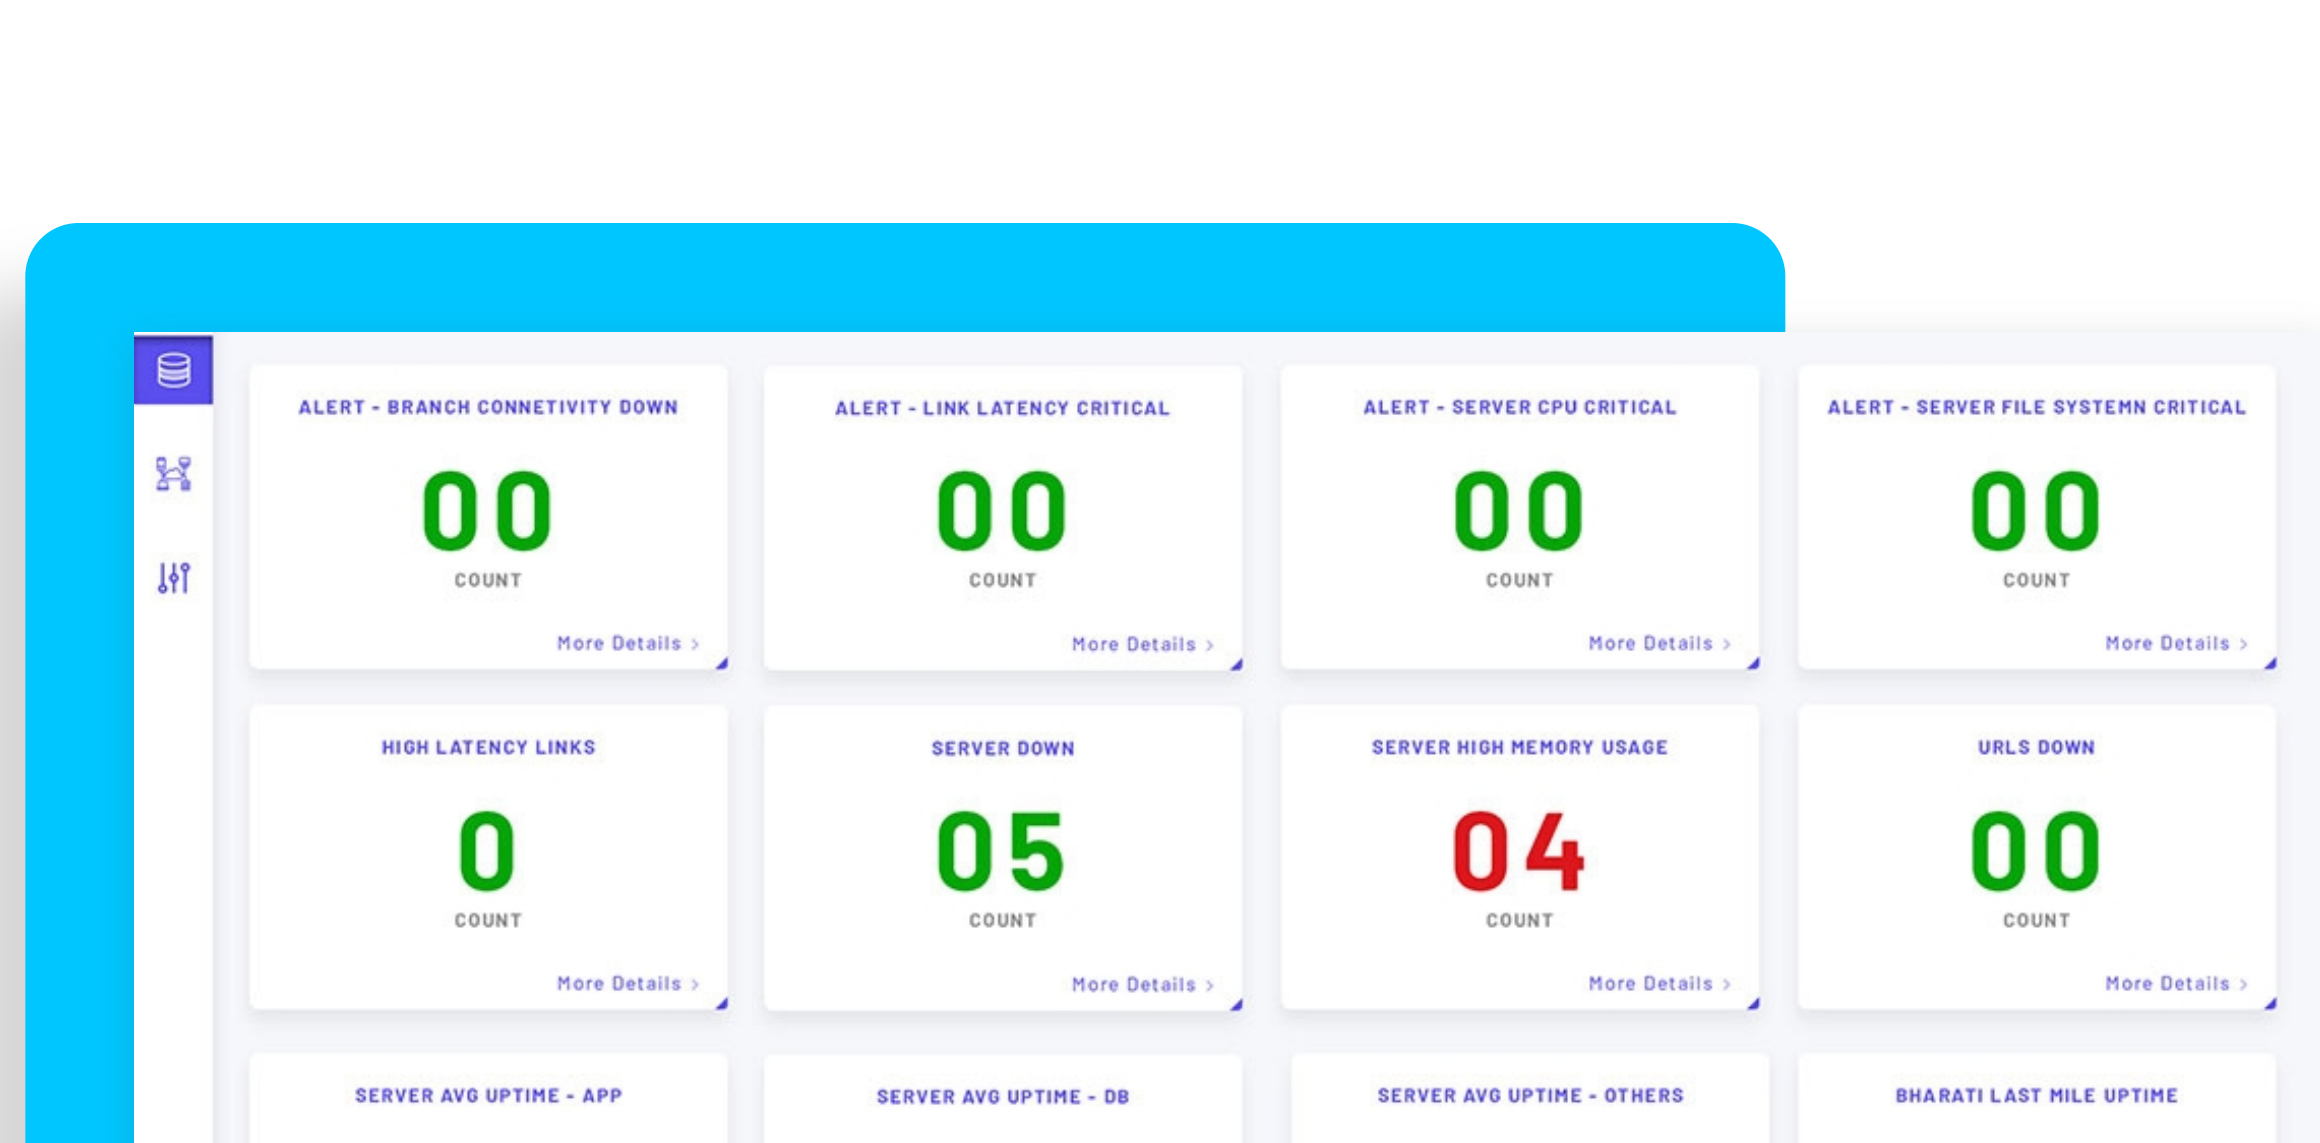 ALERT - BRANCH CONNETIVITY DOWN
00
COUNT
More Details >
ALERT - LINK LATENCY CRITICAL
00
COUNT
More Details >
ALERT - SERVER CPU CRITICAL
00
COUNT
More Details >
ALERT - SERVER FILE SYSTEMN CRITICAL
00
COUNT
More Details >
HIGH LATENCY LINKS
0
COUNT
More Details >
SERVER DOWN
05
COUNT
More Details >
SERVER HIGH MEMORY USAGE
04
COUNT
More Details >
URLS DOWN
00
COUNT
More Details >
SERVER AVG UPTIME - APP
SERVER AVG UPTIME - DB
SERVER AVG UPTIME - OTHERS
BHARATI LAST MILE UPTIME